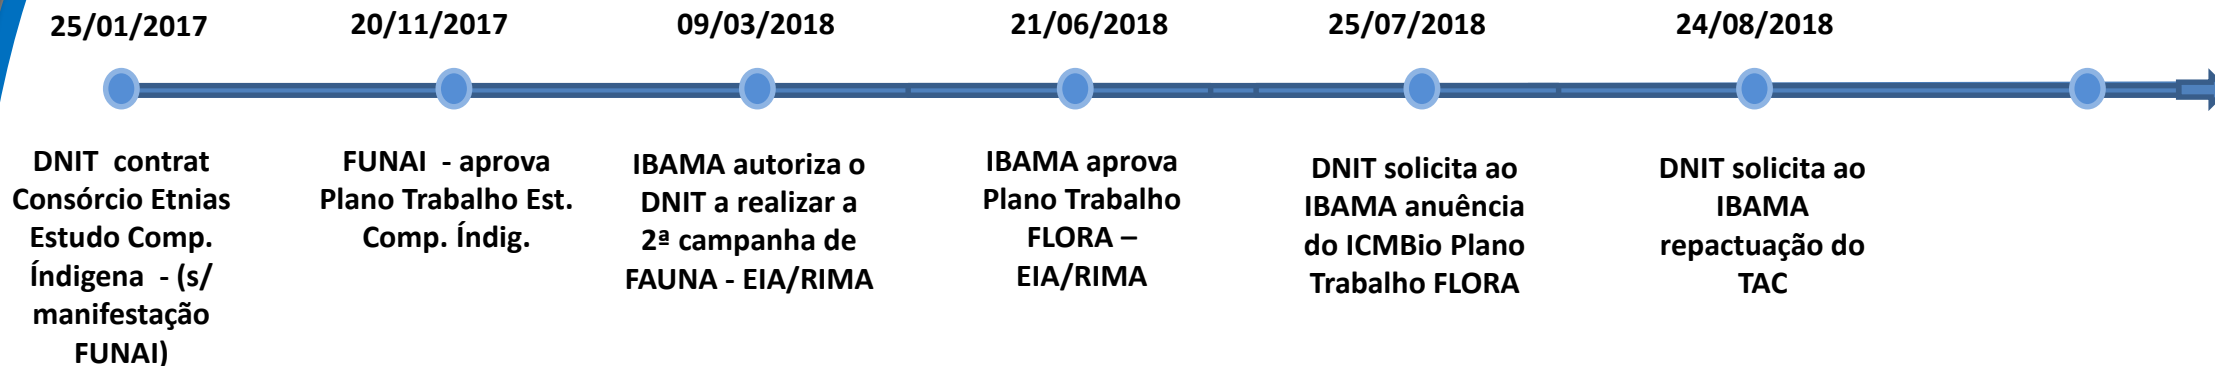 25/01/2017
20/11/2017
09/03/2018
21/06/2018
25/07/2018
24/08/2018
DNIT contrat
Consórcio Etnias
Estudo Comp.
Índigena - (s/
manifestação
FUNAI)
FUNAI - aprova
Plano Trabalho Est.
Comp. Índig.
IBAMA autoriza o
DNIT a realizar a
2ª campanha de
FAUNA - EIA/RIMA
IBAMA aprova
Plano Trabalho
FLORA –
EIA/RIMA
DNIT solicita ao
IBAMA anuência
do ICMBio Plano
Trabalho FLORA
DNIT solicita ao
IBAMA
repactuação do
TAC